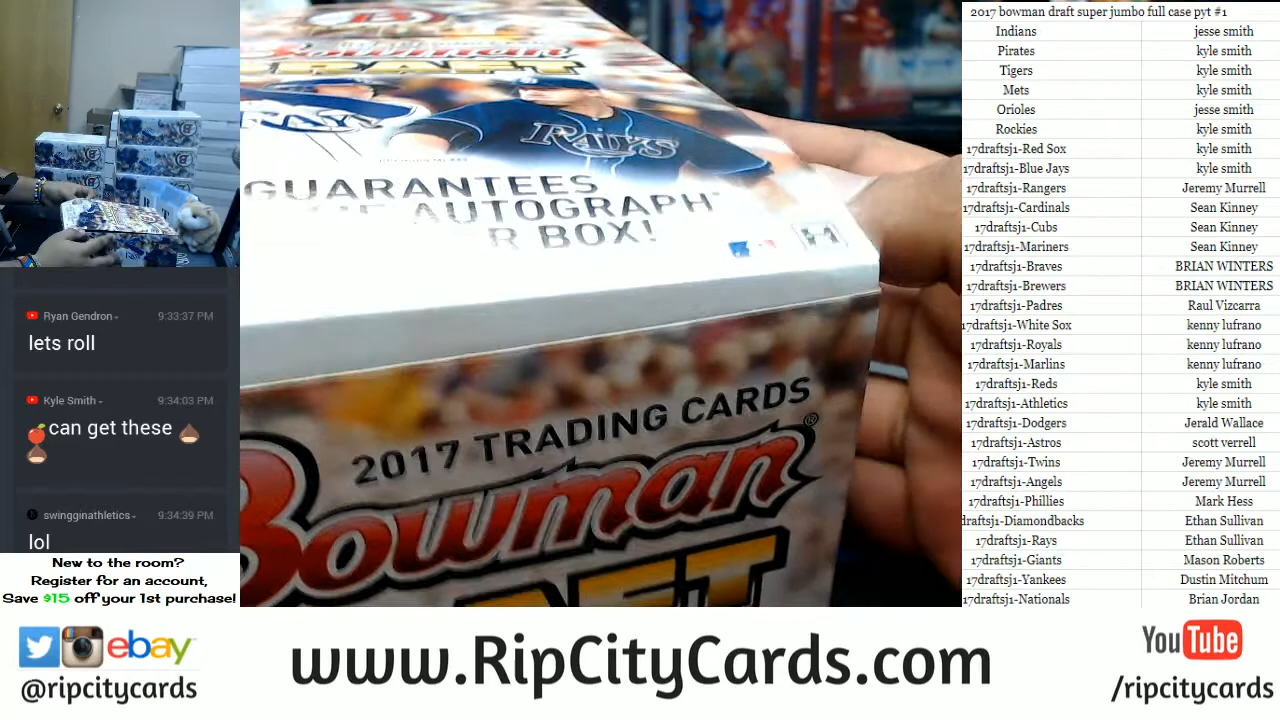 2017 bowman draft super jumbo full case pyt #1
Indians jesse smith
Pirates kyle smith
Tigers kyle smith
Mets kyle smith
Orioles jesse smith
Rockies kyle smith
17draftsj1-Red Sox kyle smith
17draftsj1-Blue Jays kyle smith
17draftsj1-Rangers Jeremy Murrell
17draftsj1-Cardinals Sean Kinney
17draftsj1-Cubs Sean Kinney
17draftsj1-Mariners Sean Kinney
17draftsj1-Braves BRIAN WINTERS
17draftsj1-Brewers BRIAN WINTERS
17draftsj1-Padres Raul Vizcarra
17draftsj1-White Sox kenny lufrano
17draftsj1-Royals kenny lufrano
17draftsj1-Marlins kenny lufrano
17draftsj1-Reds kyle smith
17draftsj1-Athletics kyle smith
17draftsj1-Dodgers Jerald Wallace
17draftsj1-Astros scott verrell
17draftsj1-Twins Jeremy Murrell
17draftsj1-Angels Jeremy Murrell
17draftsj1-Phillies Mark Hess
draftsj1-Diamondbacks Ethan Sullivan
17draftsj1-Rays Ethan Sullivan
17draftsj1-Giants Mason Roberts
17draftsj1-Yankees Dustin Mitchum
17draftsj1-Nationals Brian Jordan
Bowman
DRAFT
RAYS
RAYS
GUARANTEES
AUTOGRAPH
R BOX!
2017 TRADING CARDS
Bowman®
AFT
Ryan Gendron 9:33:37 PM
lets roll
Kyle Smith 9:34:03 PM
can get these
swingginathletics 9:34:39 PM
lol
New to the room?
Register for an account,
Save $15 off your 1st purchase!
ebay
@ripcitycards
www.RipCityCards.com
YouTube
/ripcitycards